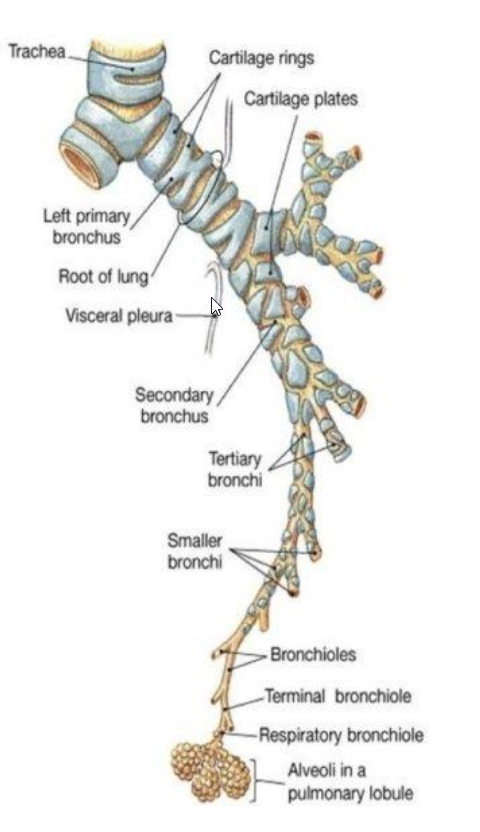 Trachea
Cartilage rings
Cartilage plates
Left primary
bronchus
Root of lung
Visceral pleura
Secondary
bronchus
Tertiary
bronchi
Smaller
bronchi
Bronchioles
Terminal bronchiole
Respiratory bronchiole
Alveoli in a
pulmonary lobule